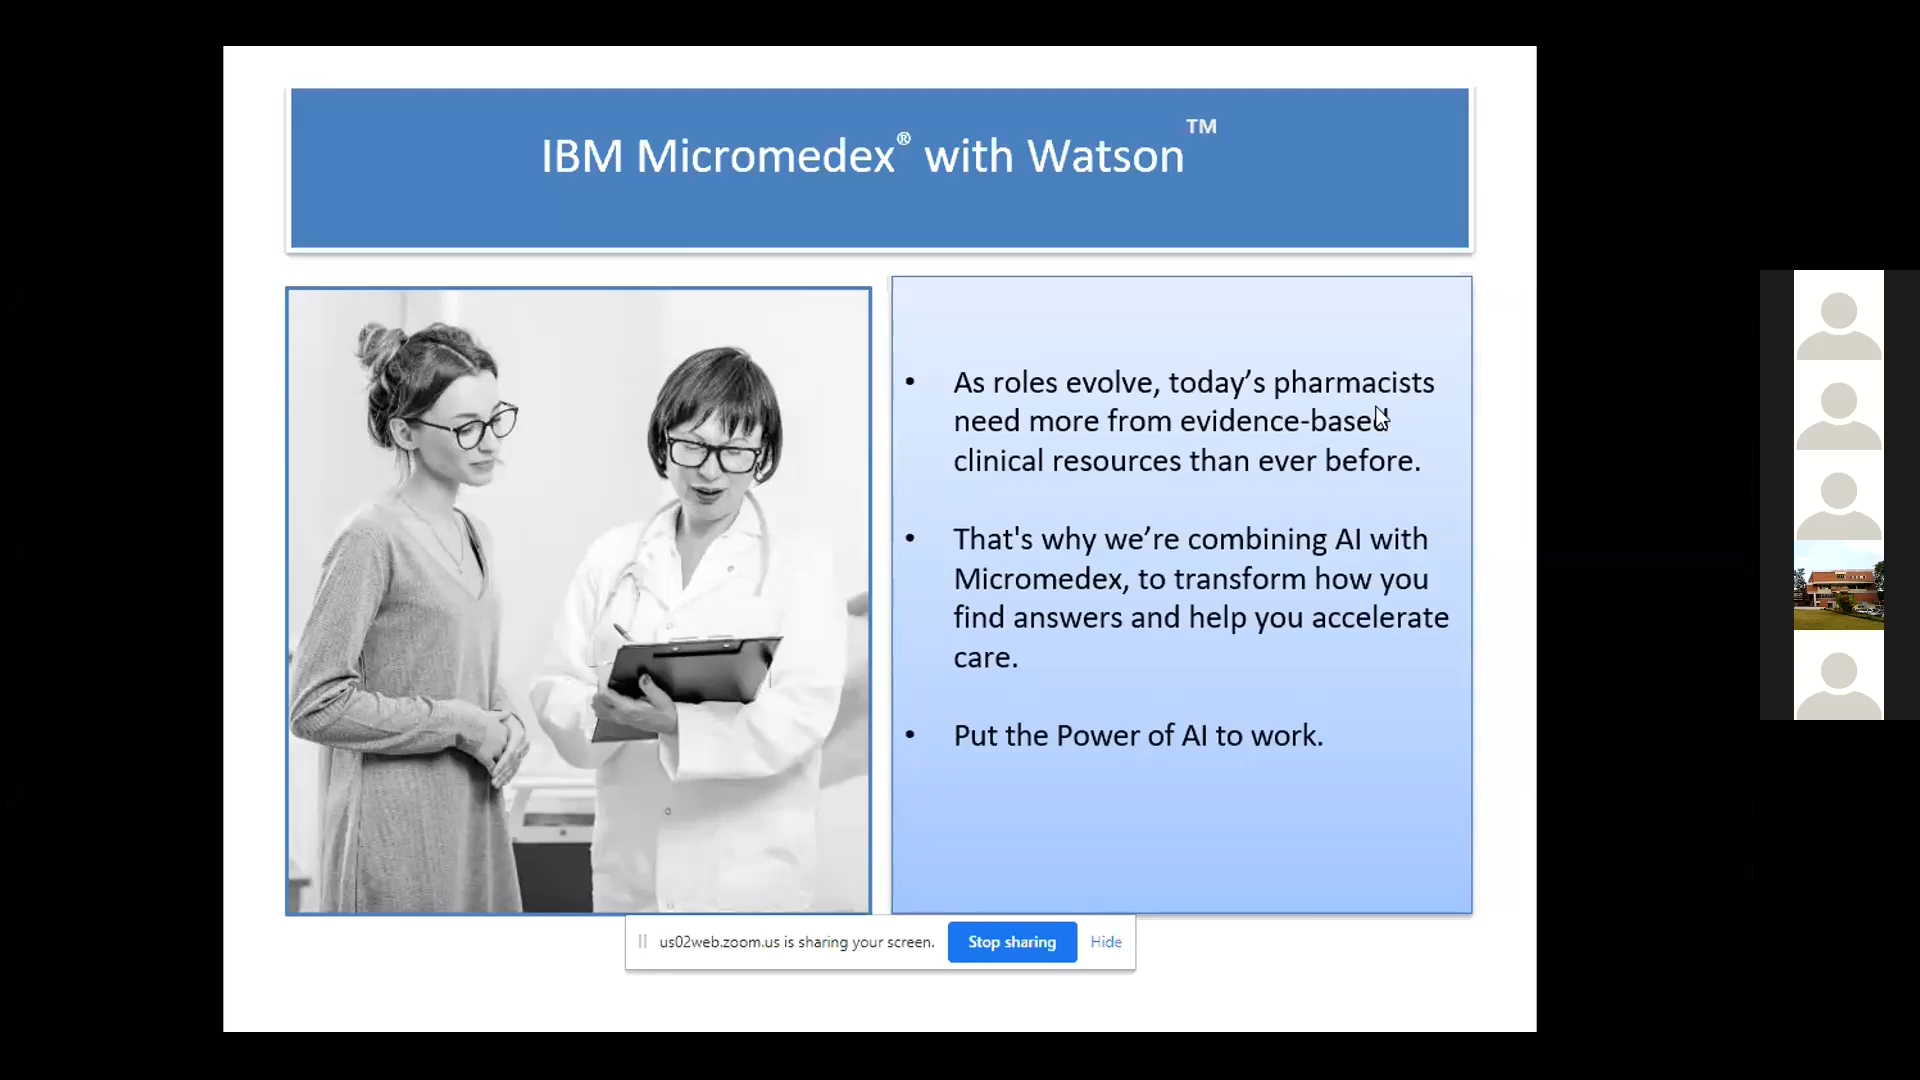 IBM Micromedex® with Watson™
• As roles evolve, today’s pharmacists
need more from evidence-based
clinical resources than ever before.
• That's why we’re combining AI with
Micromedex, to transform how you
find answers and help you accelerate
care.
• Put the Power of AI to work.
us02web.zoom.us is sharing your screen. Stop sharing Hide